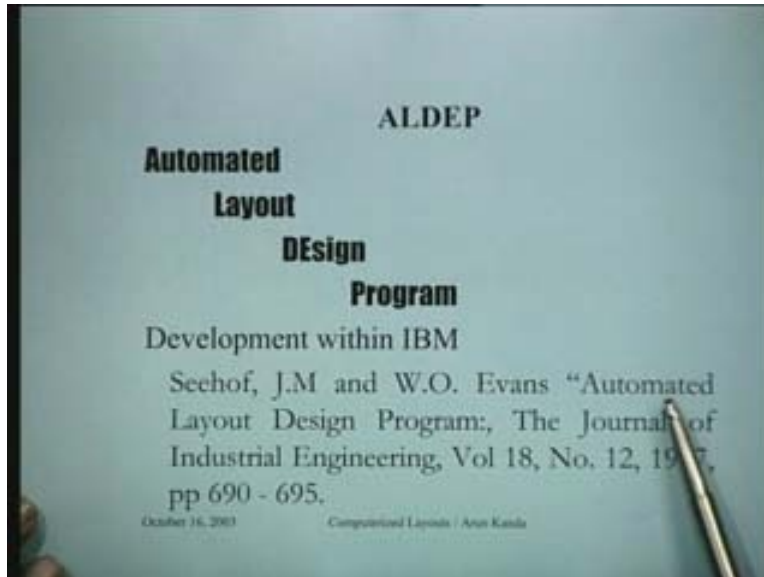 ALDEP
Automated
Layout
DEsign
Program
Development within IBM
Seehof, J.M and W.O. Evans “Automated
Layout Design Program:, The Journal of
Industrial Engineering, Vol 18, No. 12,
pp 690 - 695.
October 16, 2003 Computerized Layouts / Arun Kanda